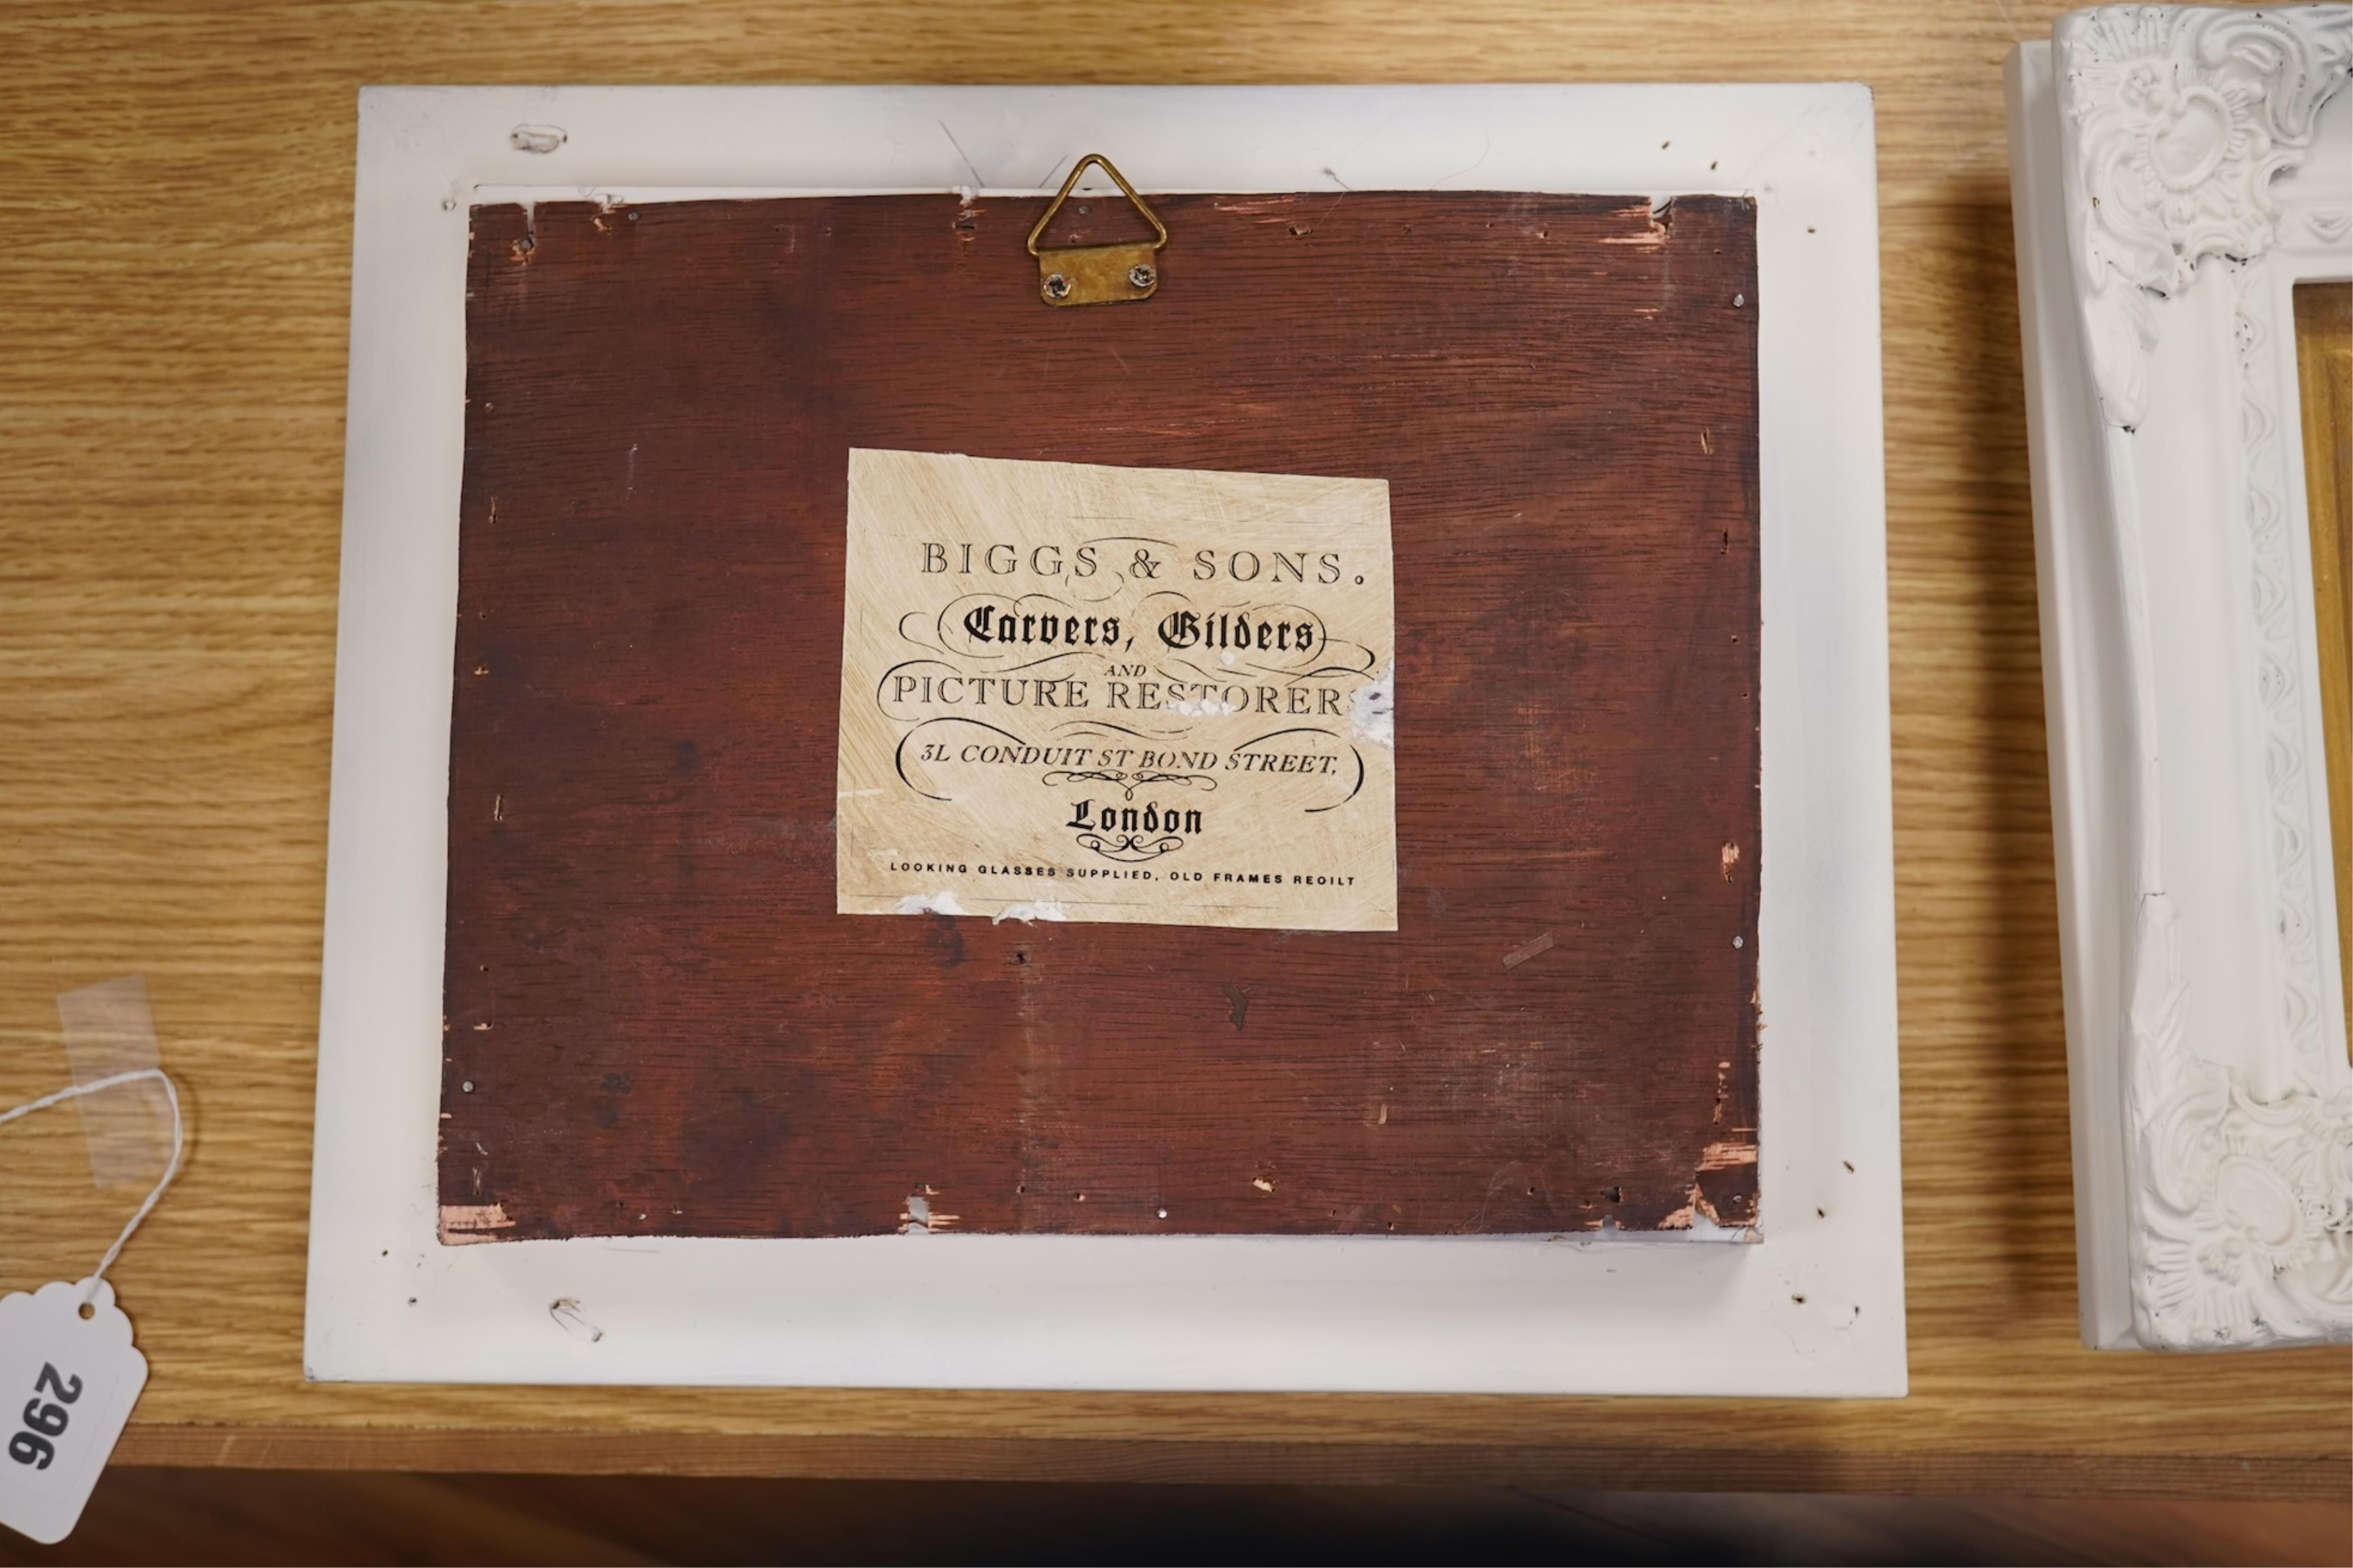 BIGGS & SONS.
Carvers, Gilders
AND
PICTURE RESTORERS
3L CONDUIT ST BOND STREET,
London
LOOKING GLASSES SUPPLIED, OLD FRAMES REOILT
296